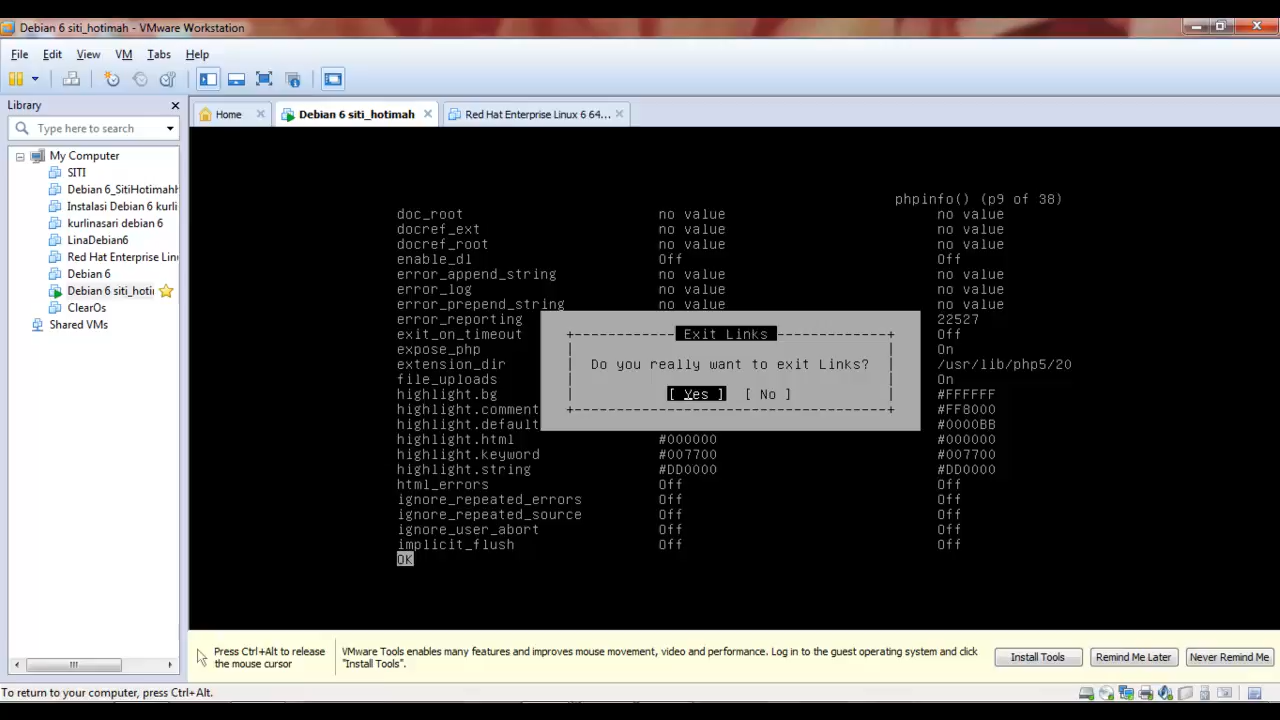 Debian 6 siti_hotimah - VMware Workstation
File Edit View VM Tabs Help
Library
Type here to search
My Computer
SITI
Debian 6_SitiHotimahh
Instalasi Debian 6 kurli
kurlinasari debian 6
LinaDebian6
Red Hat Enterprise Linu
Debian 6
Debian 6 siti_hoti
ClearOs
Shared VMs
Home
Debian 6 siti_hotimah
Red Hat Enterprise Linux 6 64...
phpinfo() (p9 of 38)
doc_root no value no value
docref_ext no value no value
docref_root no value no value
enable_dl Off Off
error_append_string no value no value
error_log no value no value
error_prepend_string no value no value
error_reporting 22527
exit_on_timeout Off
expose_php On
extension_dir /usr/lib/php5/20
file_uploads On
highlight.bg #FFFFFF
highlight.comment #FF8000
highlight.default #0000BB
highlight.html #000000 #000000
highlight.keyword #007700 #007700
highlight.string #DD0000 #DD0000
html_errors Off Off
ignore_repeated_errors Off Off
ignore_repeated_source Off Off
ignore_user_abort Off Off
implicit_flush Off Off
OK
Exit Links
Do you really want to exit Links?
[ Yes ] [ No ]
Press Ctrl+Alt to release
the mouse cursor
VMware Tools enables many features and improves mouse movement, video and performance. Log in to the guest operating system and click
"Install Tools".
Install Tools
Remind Me Later
Never Remind Me
To return to your computer, press Ctrl+Alt.